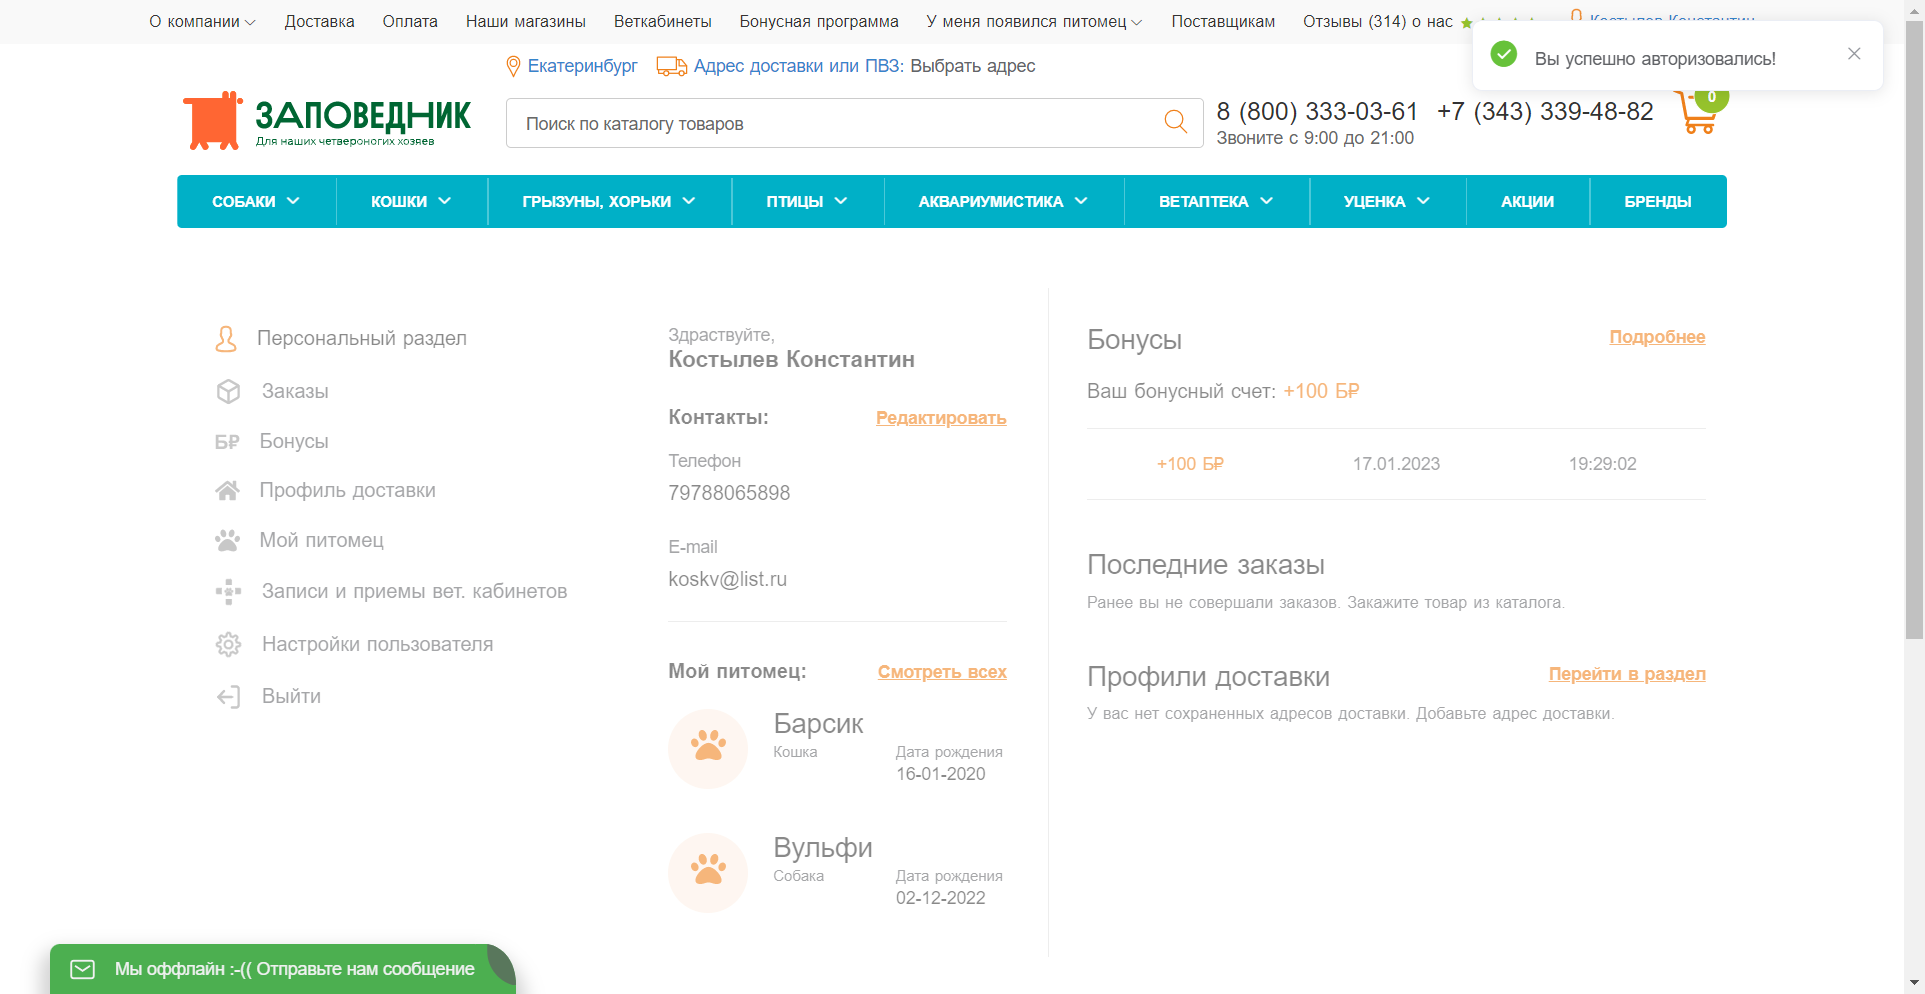 О компании
Доставка
Оплата
Наши магазины
Веткабинеты
Бонусная программа
У меня появился питомец
Поставщикам
Отзывы (314) о нас
Костылев Константин
Вы успешно авторизовались!
Екатеринбург
Адрес доставки или ПВЗ: Выбрать адрес
ЗАПОВЕДНИК
Для наших четвероногих хозяев
Поиск по каталогу товаров
8 (800) 333-03-61 +7 (343) 339-48-82
Звоните с 9:00 до 21:00
0
СОБАКИ
КОШКИ
ГРЫЗУНЫ, ХОРЬКИ
ПТИЦЫ
АКВАРИУМИСТИКА
ВЕТАПТЕКА
УЦЕНКА
АКЦИИ
БРЕНДЫ
Персональный раздел
Заказы
Б₽ Бонусы
Профиль доставки
Мой питомец
Записи и приемы вет. кабинетов
Настройки пользователя
Выйти
Здраствуйте,
Костылев Константин
Контакты:
Редактировать
Телефон
79788065898
E-mail
koskv@list.ru
Мой питомец:
Смотреть всех
Барсик
Кошка
Дата рождения
16-01-2020
Вульфи
Собака
Дата рождения
02-12-2022
Бонусы
Подробнее
Ваш бонусный счет: +100 Б₽
+100 Б₽
17.01.2023
19:29:02
Последние заказы
Ранее вы не совершали заказов. Закажите товар из каталога.
Профили доставки
Перейти в раздел
У вас нет сохраненных адресов доставки. Добавьте адрес доставки.
Мы оффлайн :-(( Отправьте нам сообщение